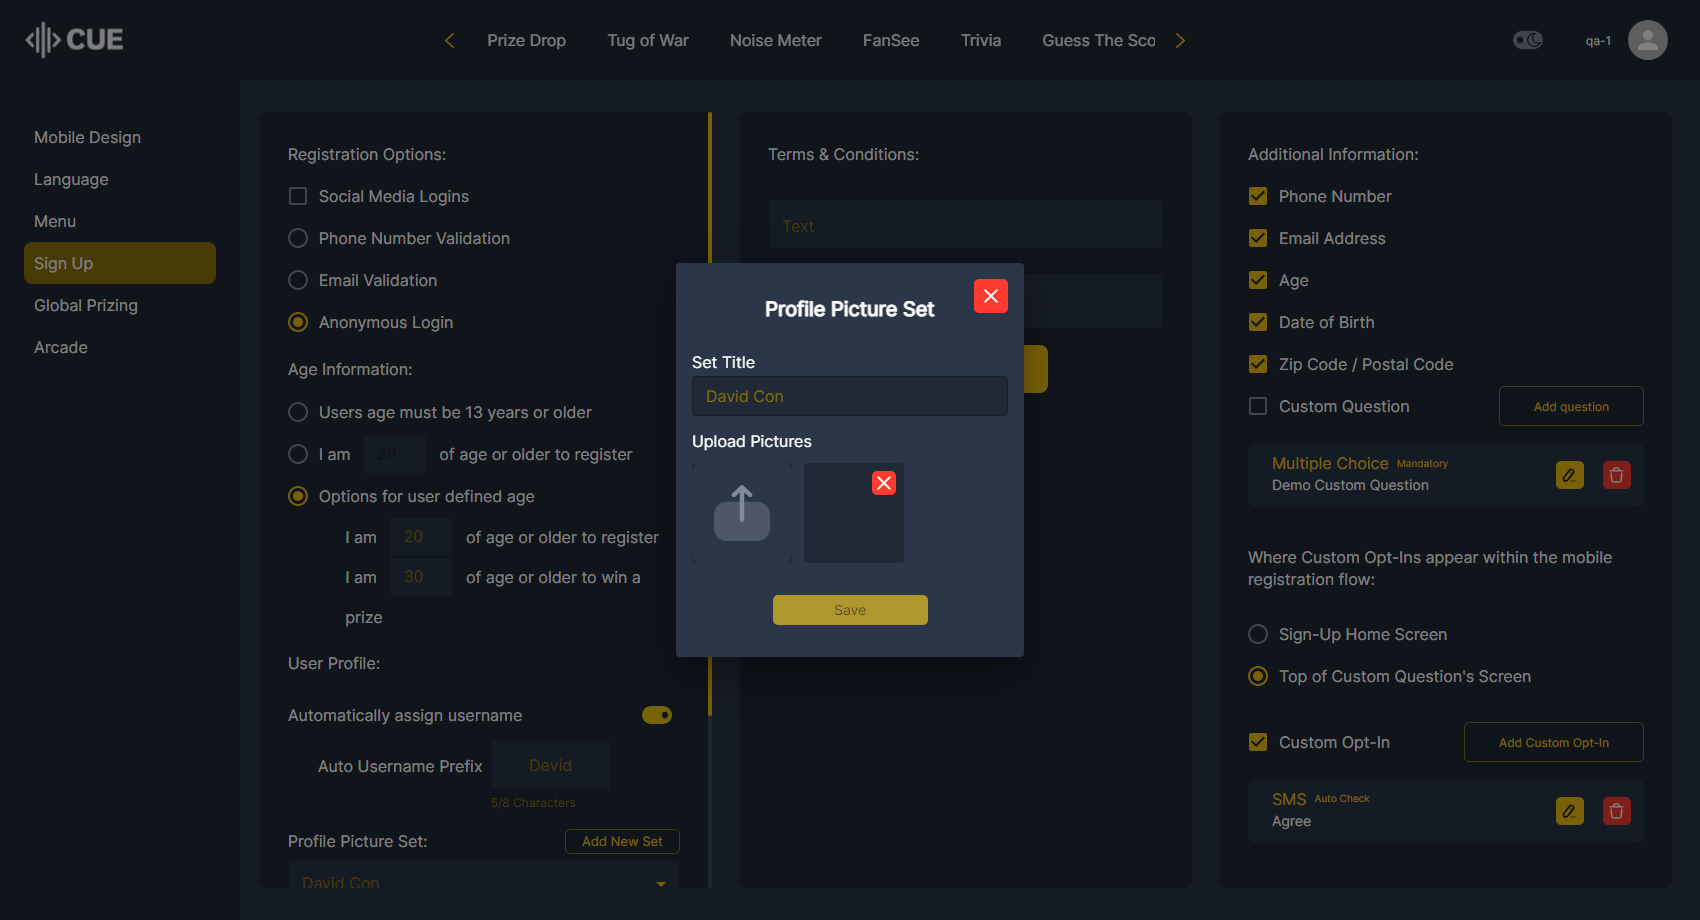 CUE
Prize Drop
Tug of War
Noise Meter
FanSee
Trivia
Guess The Sco
qa-1
Mobile Design
Language
Menu
Sign Up
Global Prizing
Arcade
Registration Options:
Social Media Logins
Phone Number Validation
Email Validation
Anonymous Login
Age Information:
Users age must be 13 years or older
I am 20 of age or older to register
Options for user defined age
I am 20 of age or older to register
I am 30 of age or older to win a
prize
User Profile:
Automatically assign username
Auto Username Prefix Devid
5/8 Characters
Profile Picture Set: Add New Set
David Con
Terms & Conditions:
Text
Profile Picture Set
Set Title
David Con
Upload Pictures
Save
Additional Information:
Phone Number
Email Address
Age
Date of Birth
Zip Code / Postal Code
Custom Question Add question
Multiple Choice Mandatory
Demo Custom Question
Where Custom Opt-Ins appear within the mobile
registration flow:
Sign-Up Home Screen
Top of Custom Question's Screen
Custom Opt-In Add Custom Opt-In
SMS Auto Check
Agree